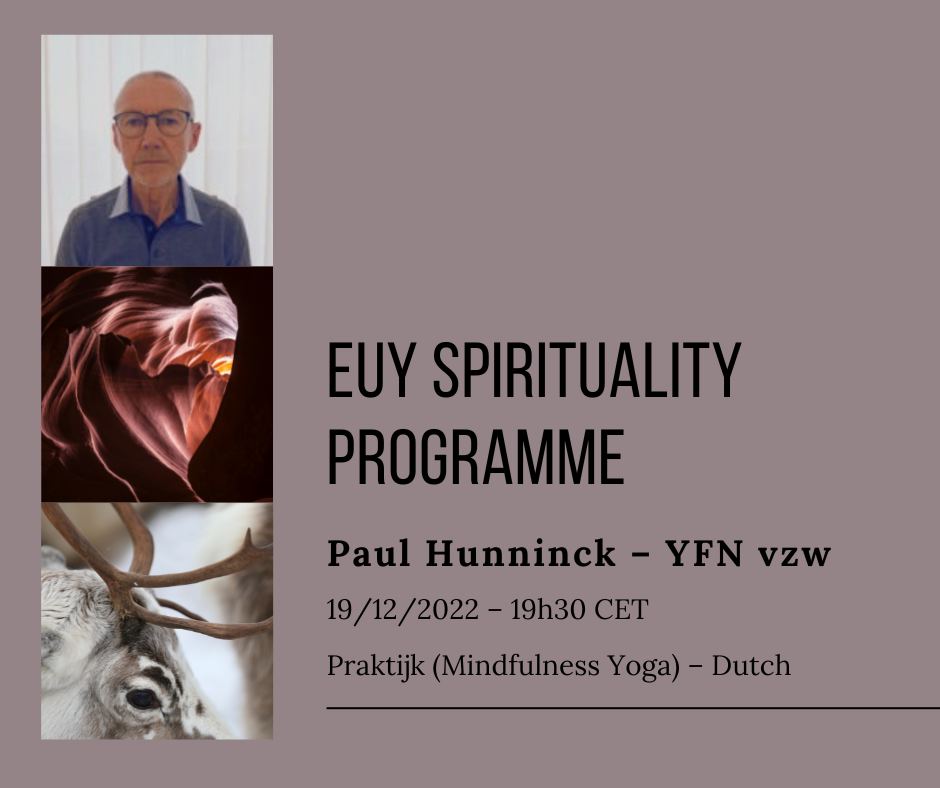 EUY SPIRITUALITY
PROGRAMME
Paul Hunninck – YFN vzw
19/12/2022 – 19h30 CET
Praktijk (Mindfulness Yoga) – Dutch